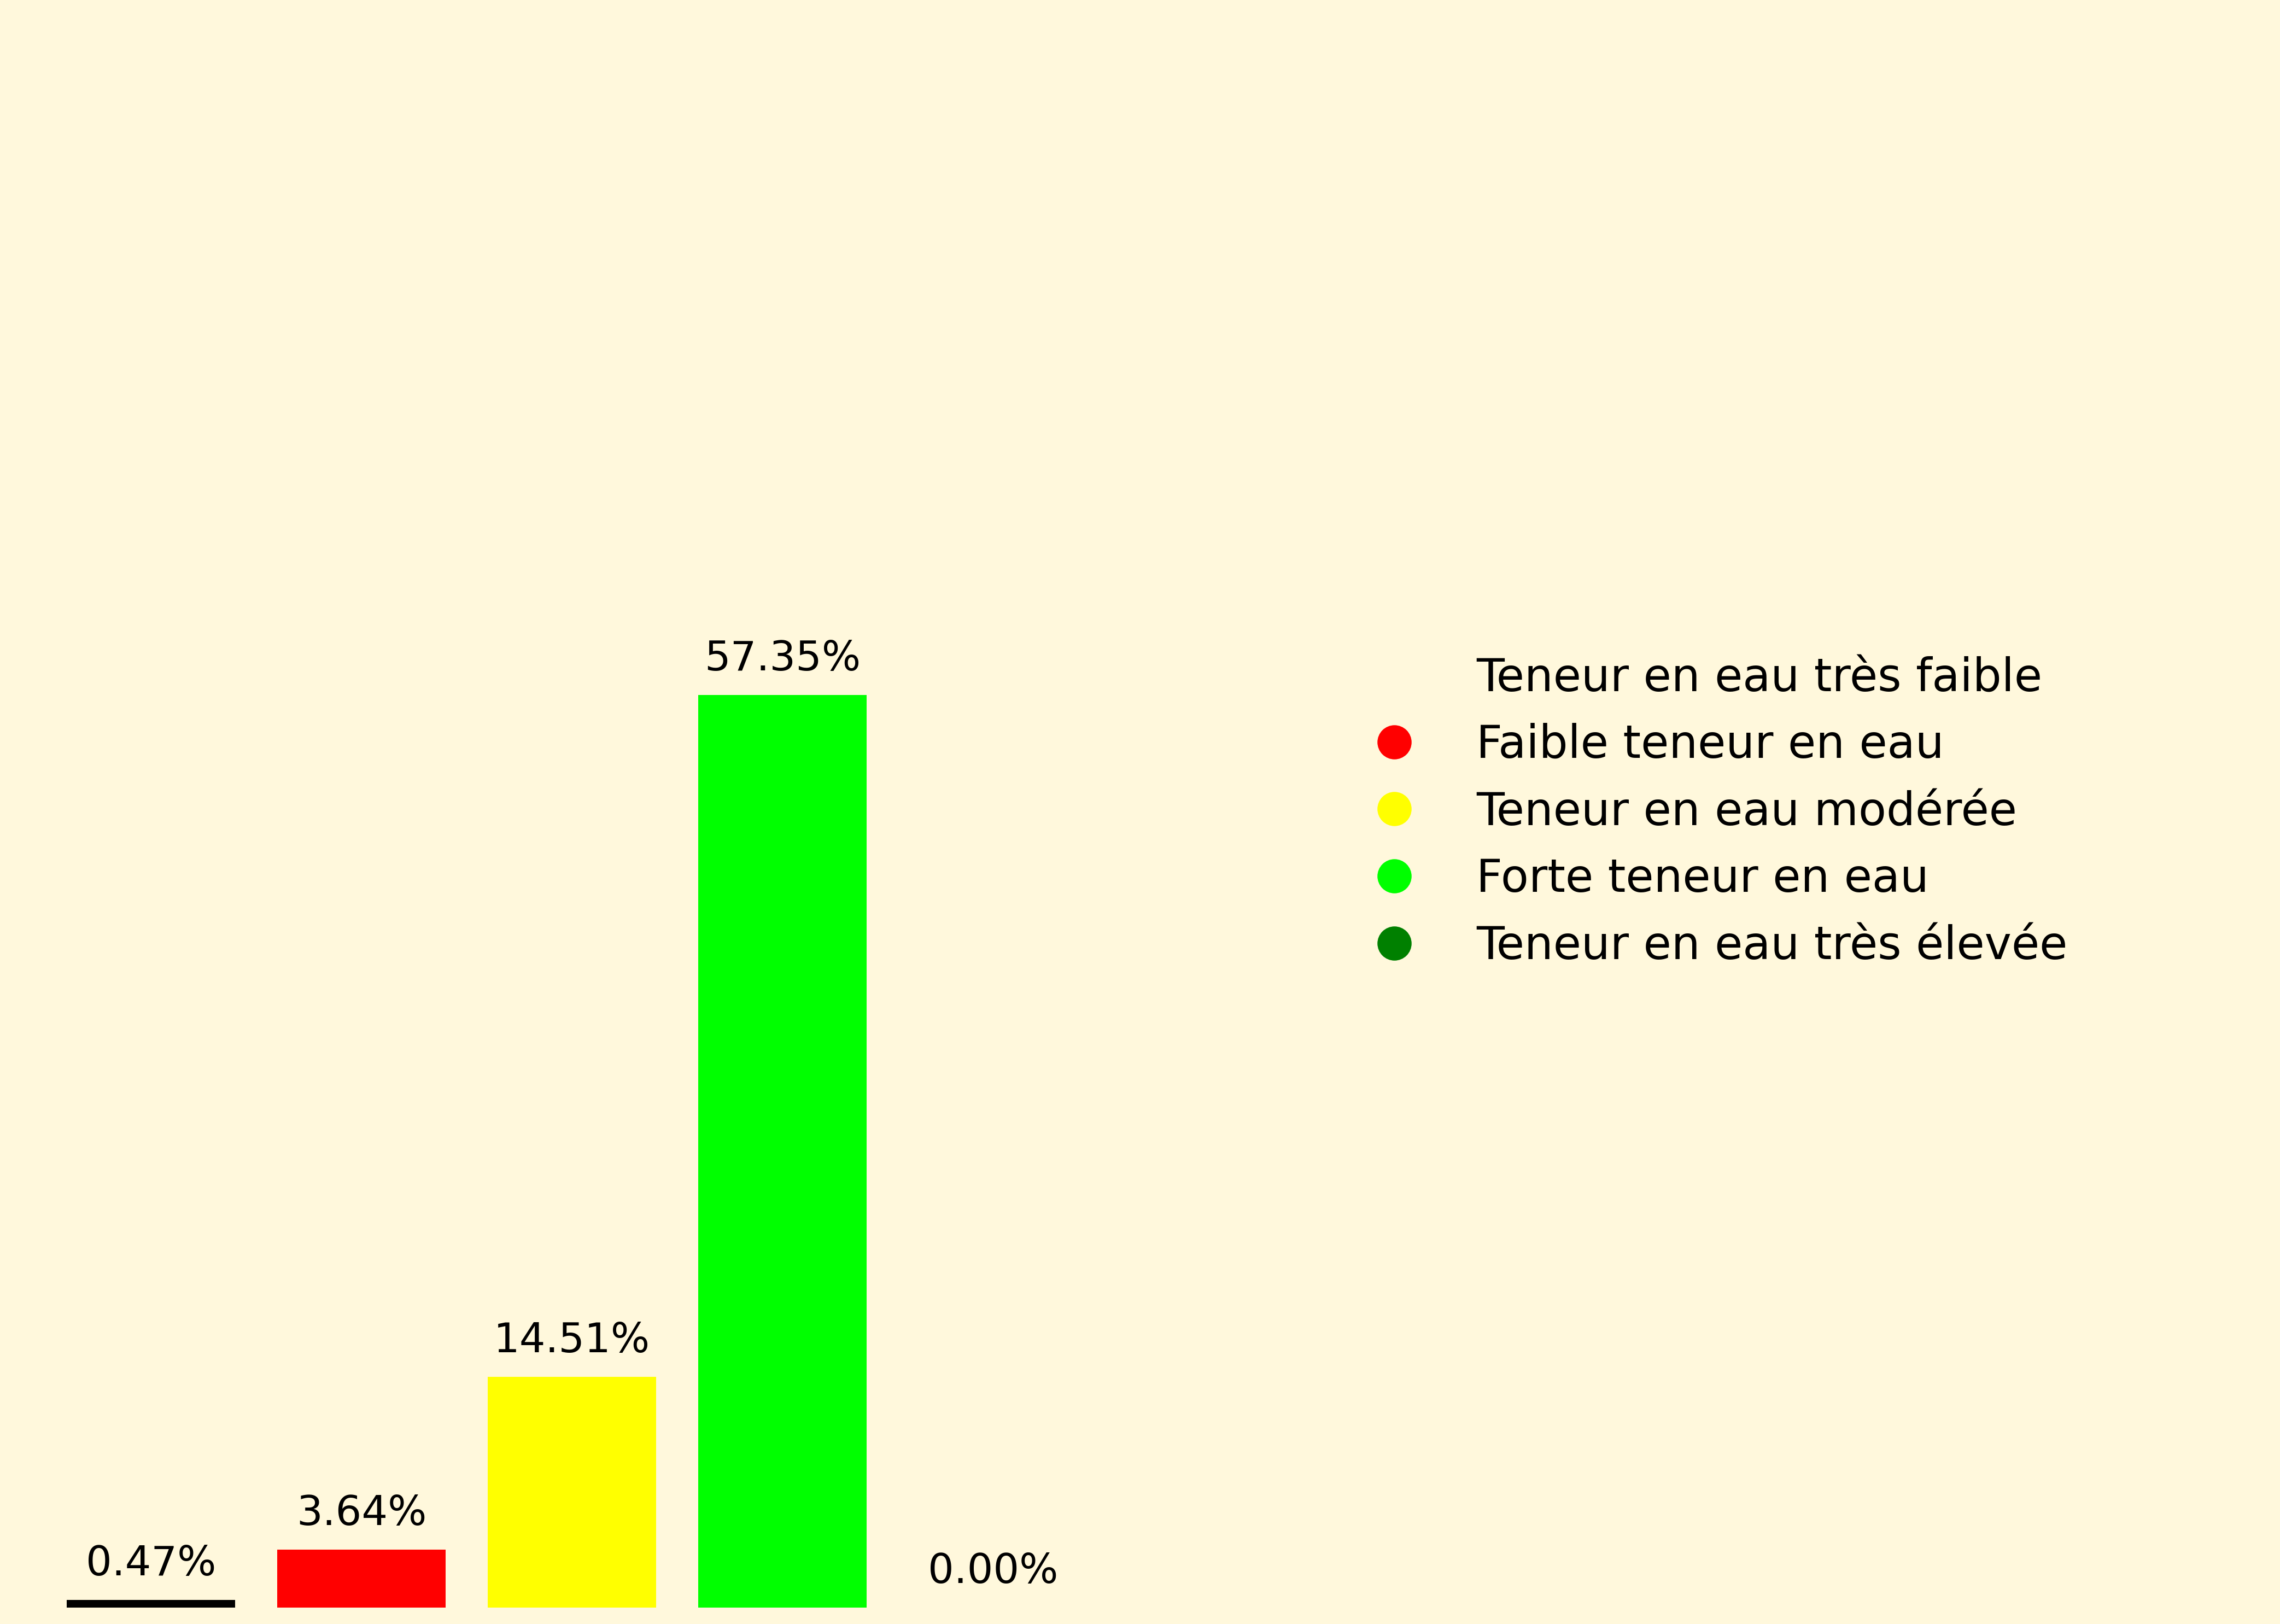 57.35%
14.51%
3.64%
0.47%
0.00%
Teneur en eau très faible
Faible teneur en eau
Teneur en eau modérée
Forte teneur en eau
Teneur en eau très élevée